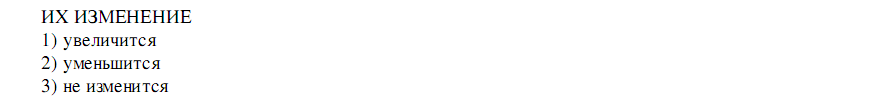 ИХ ИЗМЕНЕНИЕ
1) увеличится
2) уменьшится
3) не изменится